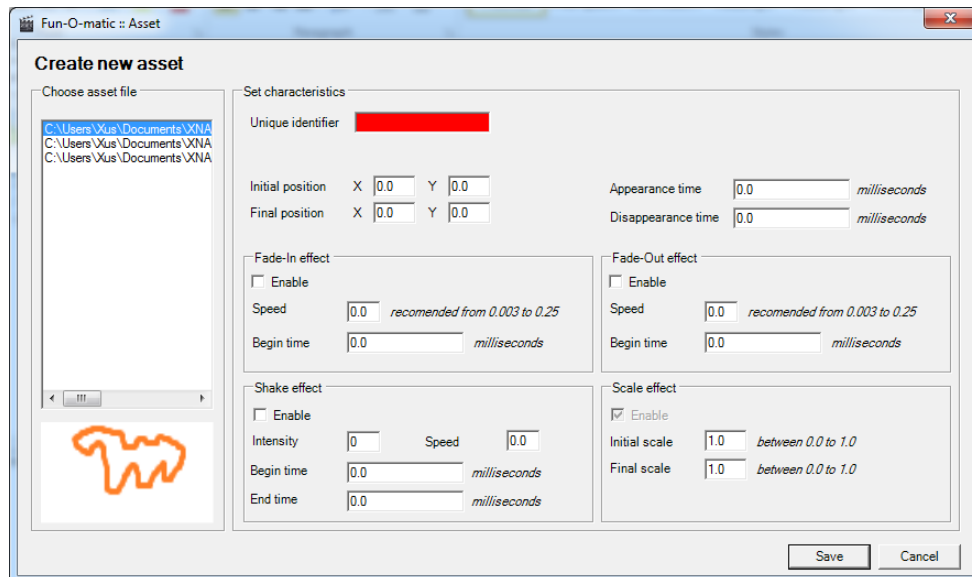 Fun-O-matic :: Asset
Create new asset
Choose asset file
C:\Users\Xus\Documents\XNA
C:\Users\Xus\Documents\XNA
C:\Users\Xus\Documents\XNA
Set characteristics
Unique identifier
Initial position X 0.0 Y 0.0
Final position X 0.0 Y 0.0
Appearance time 0.0 milliseconds
Disappearance time 0.0 milliseconds
Fade-In effect
Enable
Speed 0.0 recomended from 0.003 to 0.25
Begin time 0.0 milliseconds
Fade-Out effect
Enable
Speed 0.0 recomended from 0.003 to 0.25
Begin time 0.0 milliseconds
Shake effect
Enable
Intensity 0 Speed 0.0
Begin time 0.0 milliseconds
End time 0.0 milliseconds
Scale effect
Enable
Initial scale 1.0 between 0.0 to 1.0
Final scale 1.0 between 0.0 to 1.0
Save Cancel